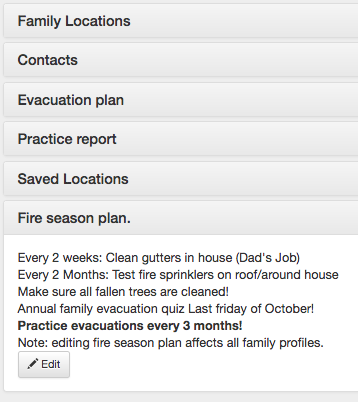 Family Locations
Contacts
Evacuation plan
Practice report
Saved Locations
Fire season plan.
Every 2 weeks: Clean gutters in house (Dad's Job)
Every 2 Months: Test fire sprinklers on roof/around house
Make sure all fallen trees are cleaned!
Annual family evacuation quiz Last friday of October!
Practice evacuations every 3 months!
Note: editing fire season plan affects all family profiles.
Edit